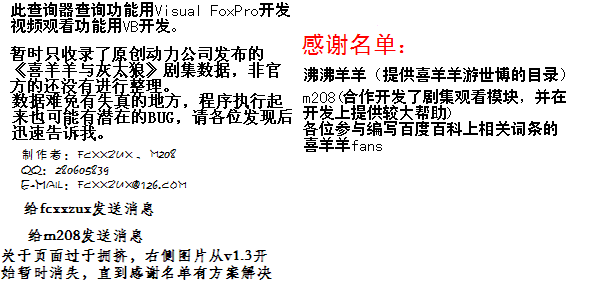 此查询器查询功能用Visual FoxPro开发
视频观看功能用VB开发。
暂时只收录了原创动力公司发布的
《喜羊羊与灰太狼》剧集数据，非官
方的还没有进行整理。
数据难免有失真的地方，程序执行起
来也可能有潜在的BUG，请各位发现后
迅速告诉我。
制作者：FCXXZUX、M208
QQ：280605839
E-MAIL：FCXXZUX@126.COM
给fcxxzux发送消息
给m208发送消息
关于页面过于拥挤，右侧图片从v1.3开
始暂时消失，直到感谢名单有方案解决
感谢名单：
沸沸羊羊（提供喜羊羊游世博的目录）
m208(合作开发了剧集观看模块，并在
开发上提供较大帮助)
各位参与编写百度百科上相关词条的
喜羊羊fans